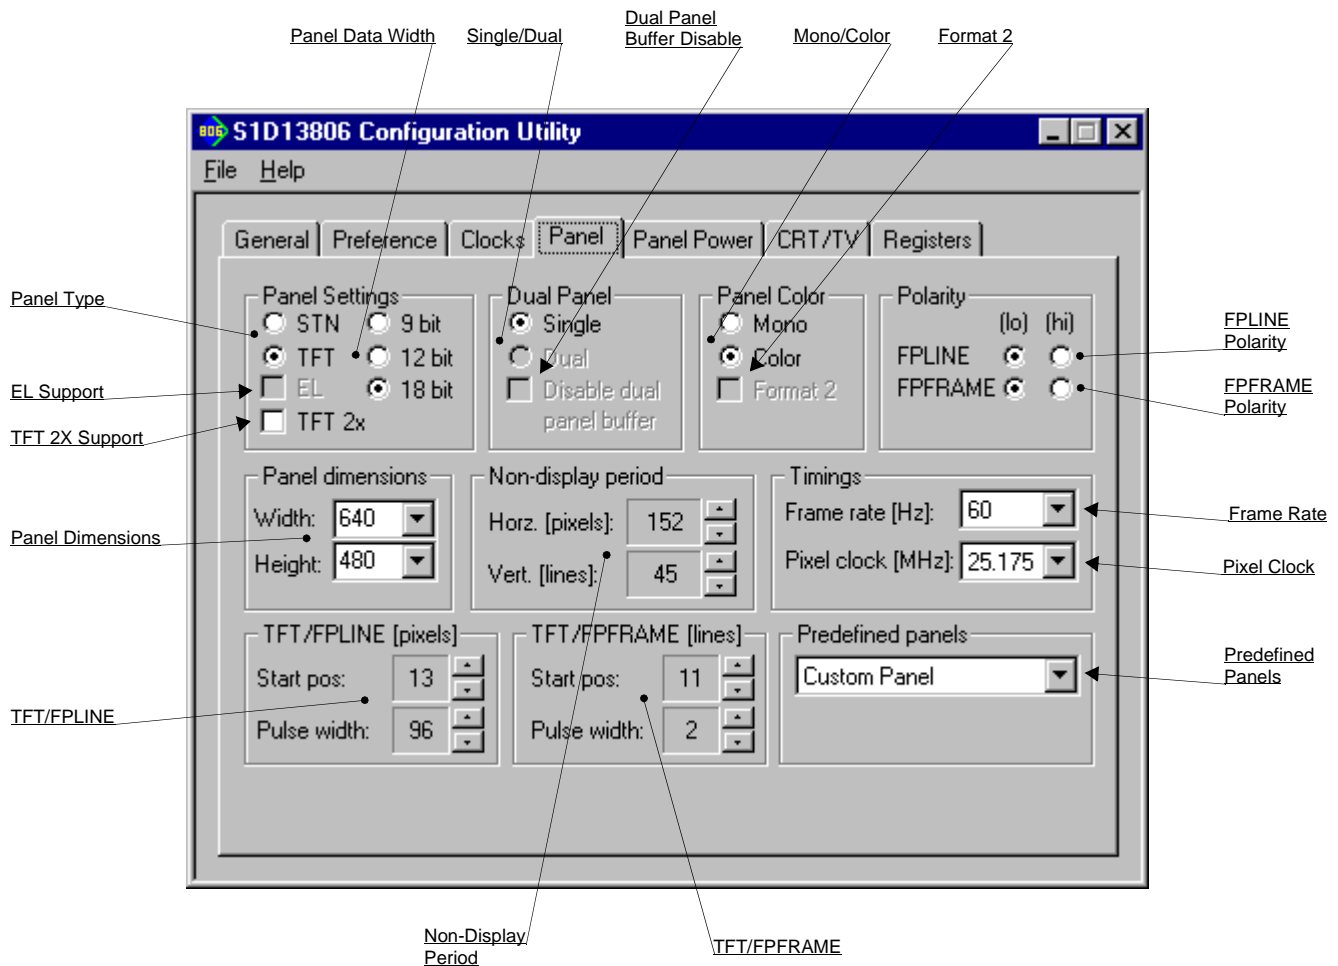 Panel Data Width
Single/Dual
Dual Panel
Buffer Disable
Mono/Color
Format 2
806 S1D13806 Configuration Utility
File Help
General Preference Clocks Panel Panel Power CRT/TV Registers
Panel Type
EL Support
TFT 2X Support
Panel Settings
STN 9 bit
TFT 12 bit
EL 18 bit
TFT 2x
Dual Panel
Single
Dual
Disable dual
panel buffer
Panel Color
Mono
Color
Format 2
Polarity
(lo) (hi)
FPLINE
FPFRAME
FPLINE
Polarity
FPFRAME
Polarity
Panel Dimensions
Panel dimensions
Width: 640
Height: 480
Non-display period
Horz. [pixels]: 152
Vert. [lines]: 45
Timings
Frame rate [Hz]: 60
Pixel clock [MHz]: 25.175
Frame Rate
Pixel Clock
TFT/FPLINE
TFT/FPLINE [pixels]
Start pos: 13
Pulse width: 96
TFT/FPFRAME [lines]
Start pos: 11
Pulse width: 2
Predefined panels
Custom Panel
Predefined
Panels
Non-Display
Period
TFT/FPFRAME